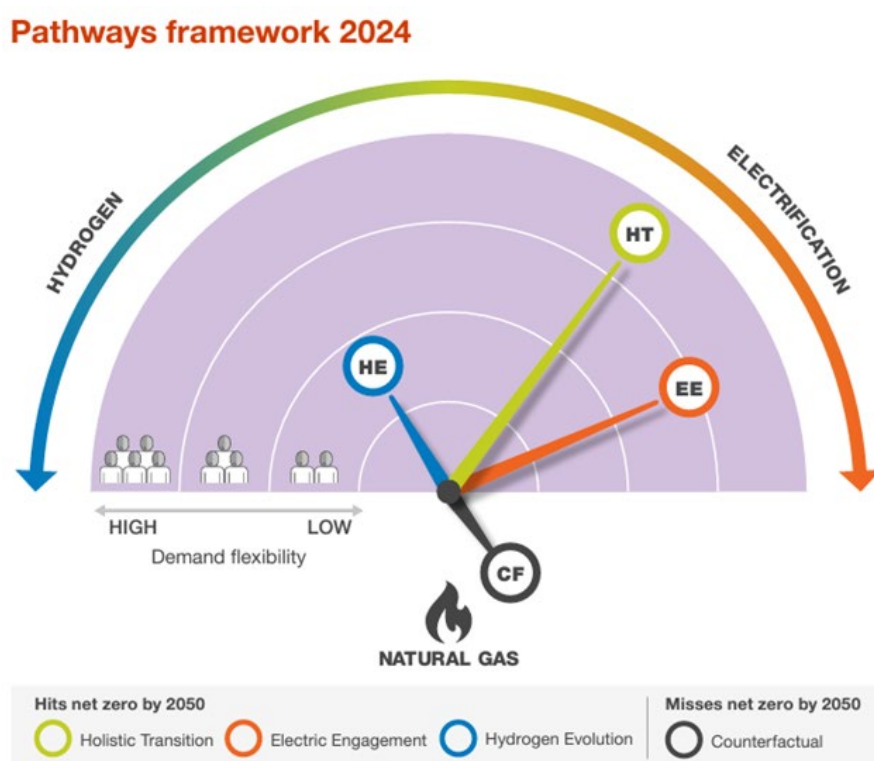 Pathways framework 2024
HYDROGEN
ELECTRIFICATION
HT
HE
EE
HIGH
LOW
Demand flexibility
CF
NATURAL GAS
Hits net zero by 2050
Misses net zero by 2050
Holistic Transition
Electric Engagement
Hydrogen Evolution
Counterfactual